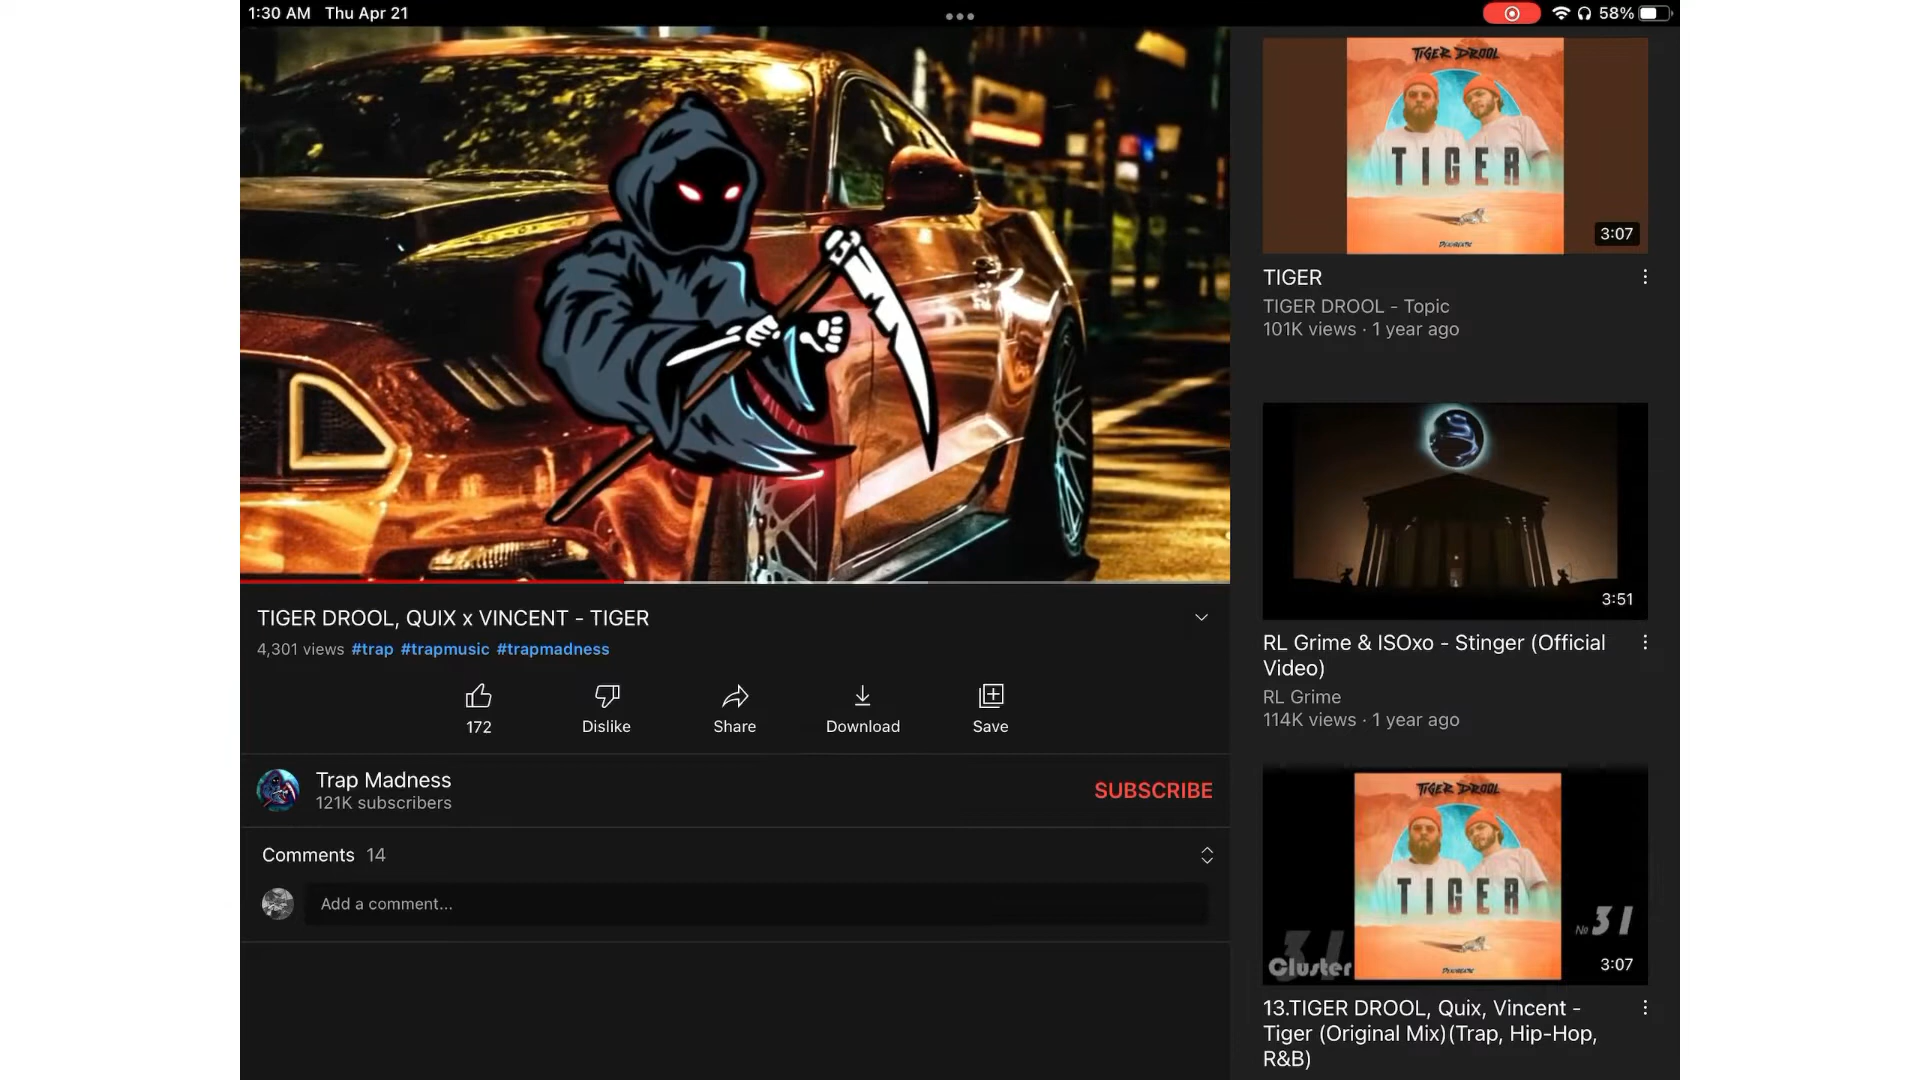 1:30 AM Thu Apr 21
58%
TIGER DROOL, QUIX x VINCENT - TIGER
4,301 views #trap #trapmusic #trapmadness
172
Dislike
Share
Download
Save
Trap Madness
121K subscribers
SUBSCRIBE
Comments 14
Add a comment...
TIGER DROOL
TIGER
3:07
TIGER
TIGER DROOL - Topic
101K views · 1 year ago
3:51
RL Grime & ISOxo - Stinger (Official
Video)
RL Grime
114K views · 1 year ago
TIGER DROOL
TIGER
31
Cluster
No 31
3:07
13.TIGER DROOL, Quix, Vincent -
Tiger (Original Mix)(Trap, Hip-Hop,
R&B)